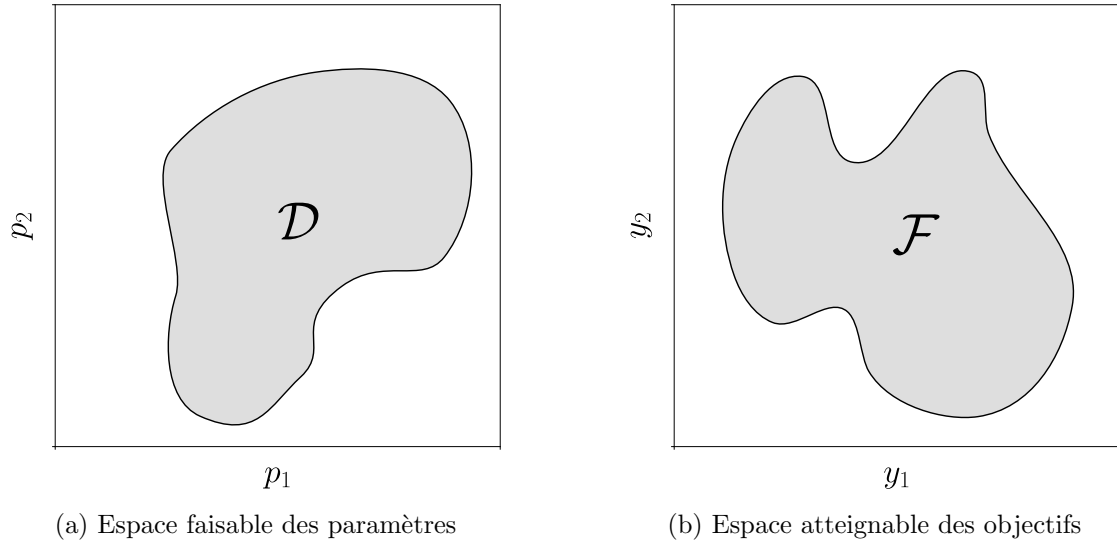 𝒟
p₂
p₁
(a) Espace faisable des paramètres
ℱ
y₂
y₁
(b) Espace atteignable des objectifs